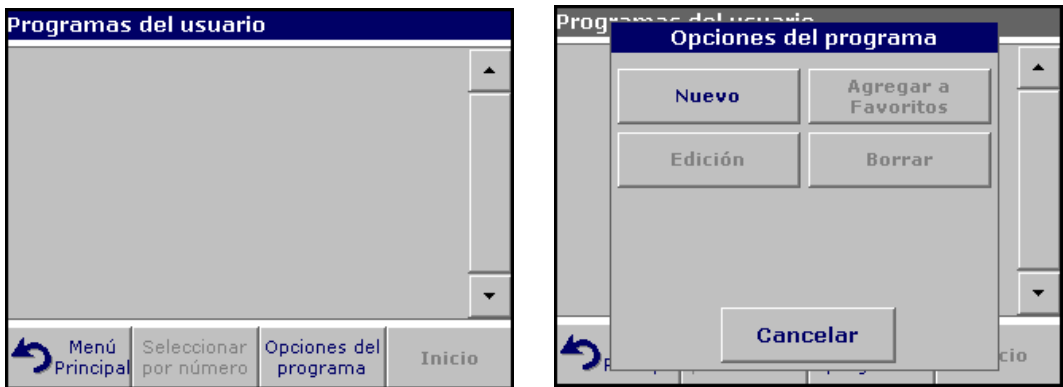 Programas del usuario
Menú
Principal
Seleccionar
por número
Opciones del
programa
Inicio
Opciones del programa
Nuevo
Agregar a
Favoritos
Edición
Borrar
Cancelar
cio